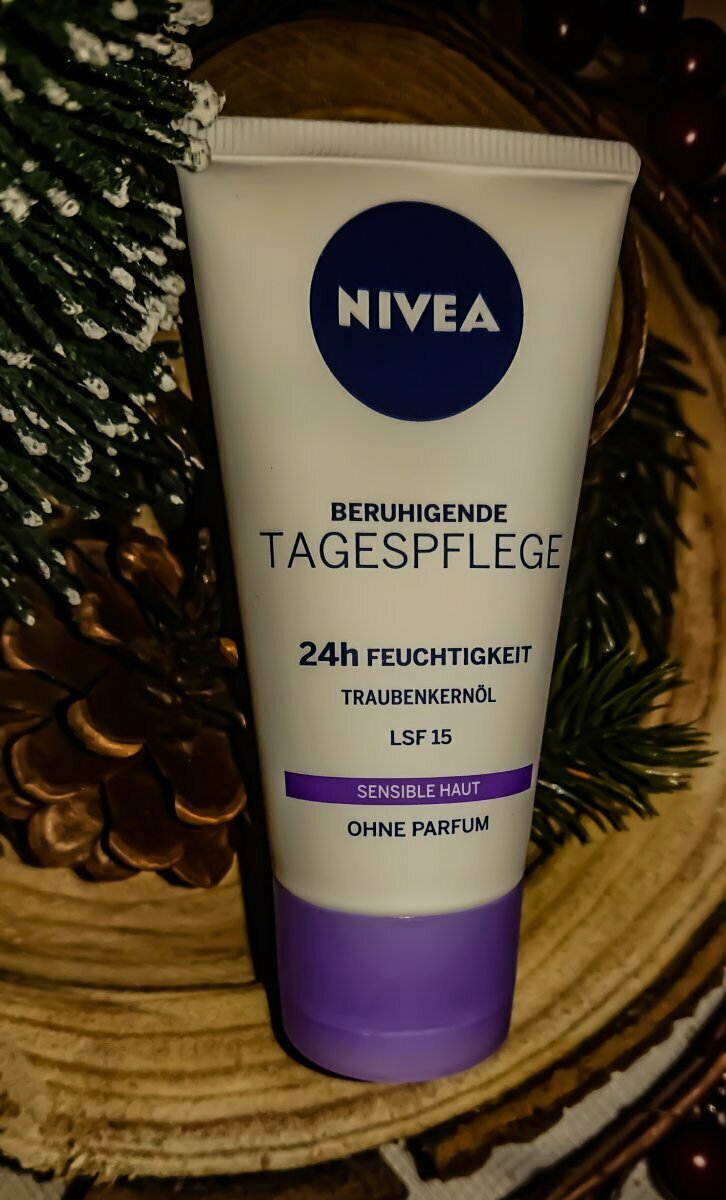 NIVEA
BERUHIGENDE
TAGESPFLEGE
24h FEUCHTIGKEIT
TRAUBENKERNÖL
LSF 15
SENSIBLE HAUT
OHNE PARFUM